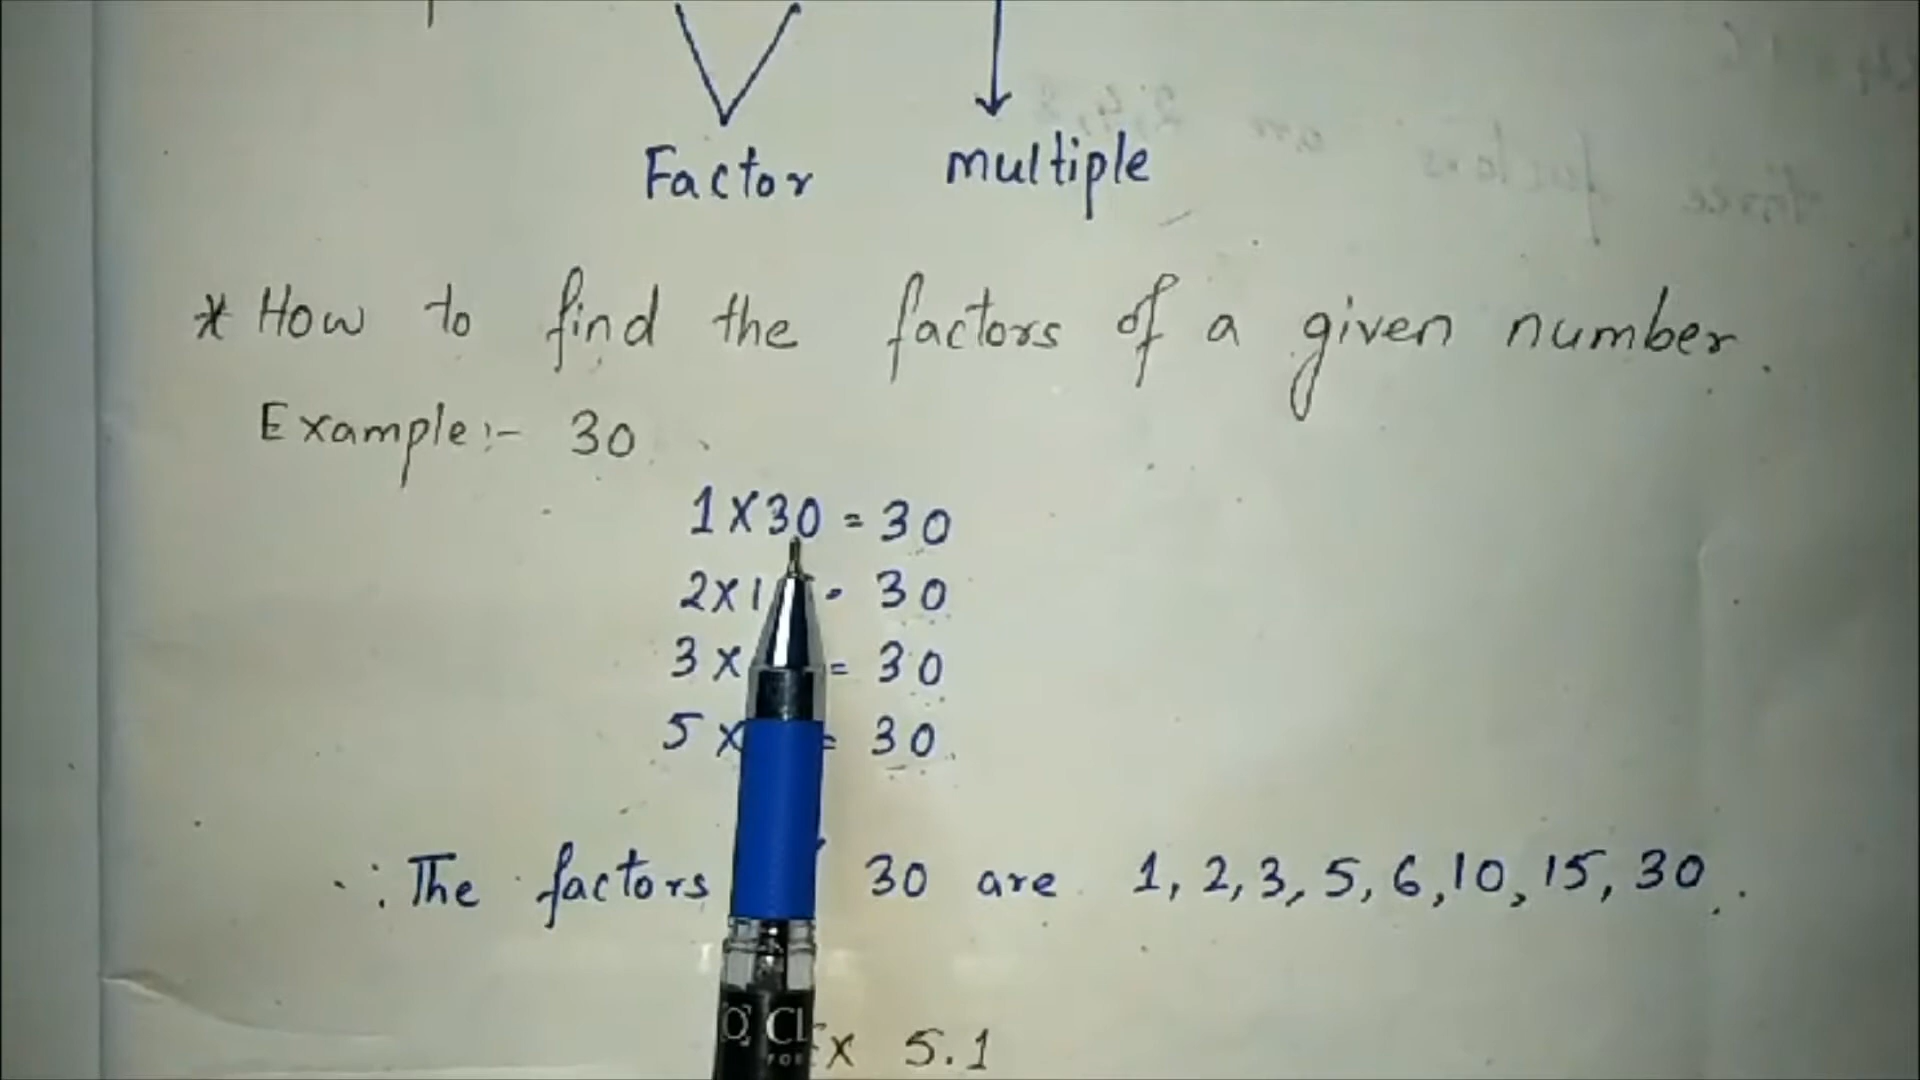 Factor multiple
* How to find the factors of a given number.
Example:- 30
1 X 30 = 30
2 x 1 = 30
3 x = 30
5 x = 30.
∴ The factors 30 are 1, 2, 3, 5, 6, 10, 15, 30.
Ex 5.1